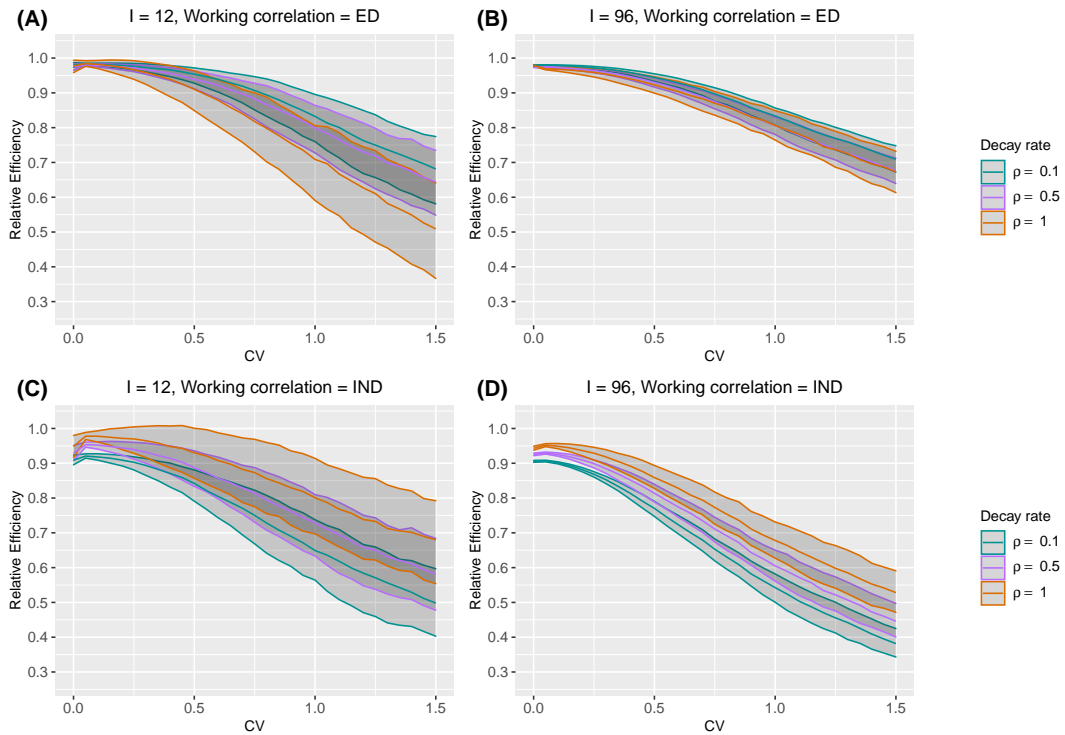 (A) I = 12, Working correlation = ED
1.0
0.9
0.8
0.7
0.6
0.5
0.4
0.3
Relative Efficiency
0.0 0.5 1.0 1.5
CV
(B) I = 96, Working correlation = ED
1.0
0.9
0.8
0.7
0.6
0.5
0.4
0.3
Relative Efficiency
0.0 0.5 1.0 1.5
CV
Decay rate
ρ = 0.1
ρ = 0.5
ρ = 1
(C) I = 12, Working correlation = IND
1.0
0.9
0.8
0.7
0.6
0.5
0.4
0.3
Relative Efficiency
0.0 0.5 1.0 1.5
CV
(D) I = 96, Working correlation = IND
1.0
0.9
0.8
0.7
0.6
0.5
0.4
0.3
Relative Efficiency
0.0 0.5 1.0 1.5
CV
Decay rate
ρ = 0.1
ρ = 0.5
ρ = 1